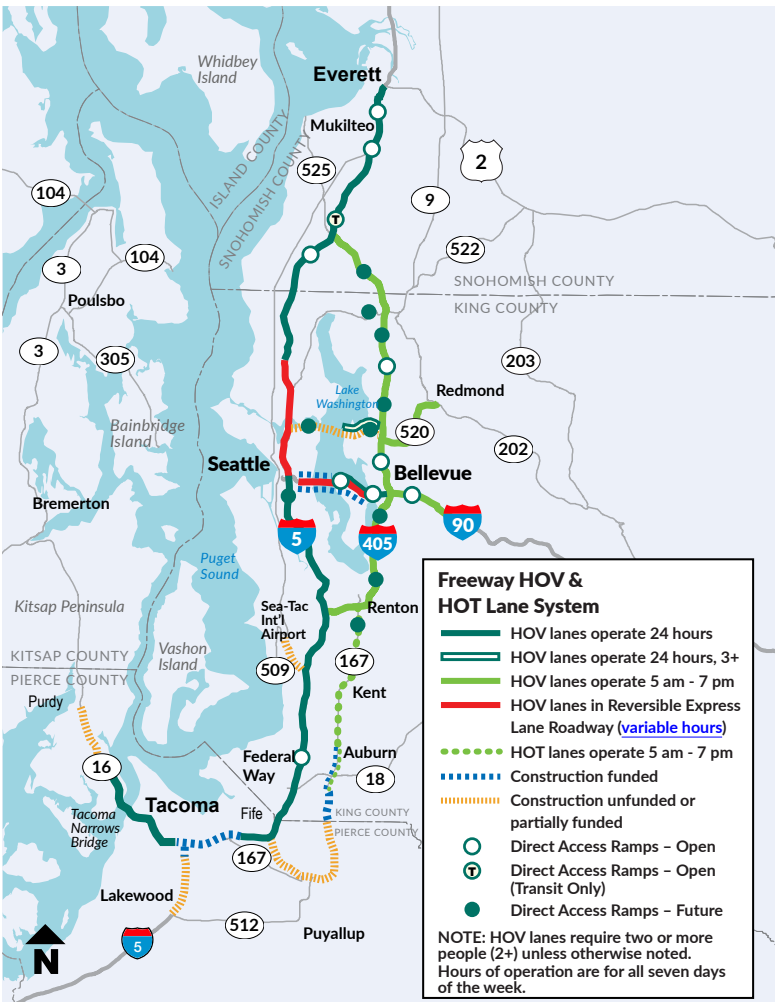 Whidbey
Island
Everett
Mukilteo
ISLAND COUNTY
SNOHOMISH COUNTY
525
2
104
9
T
522
104
3
SNOHOMISH COUNTY
KING COUNTY
Poulsbo
3
305
203
Lake
Washington
Redmond
Bainbridge
Island
520
202
Seattle
Bellevue
Bremerton
5
405
90
Puget
Sound
Freeway HOV &
HOT Lane System
HOV lanes operate 24 hours
HOV lanes operate 24 hours, 3+
HOV lanes operate 5 am - 7 pm
HOV lanes in Reversible Express
Lane Roadway (variable hours)
HOT lanes operate 5 am - 7 pm
Construction funded
Construction unfunded or
partially funded
Direct Access Ramps – Open
T
Direct Access Ramps – Open
(Transit Only)
Direct Access Ramps – Future
NOTE: HOV lanes require two or more
people (2+) unless otherwise noted.
Hours of operation are for all seven days
of the week.
Kitsap Peninsula
Sea-Tac
Int'l
Airport
Renton
Vashon
Island
KITSAP COUNTY
PIERCE COUNTY
509
167
Purdy
Kent
Federal
Way
Auburn
16
18
Tacoma
Fife
KING COUNTY
PIERCE COUNTY
Tacoma
Narrows
Bridge
167
Lakewood
512
Puyallup
5
N